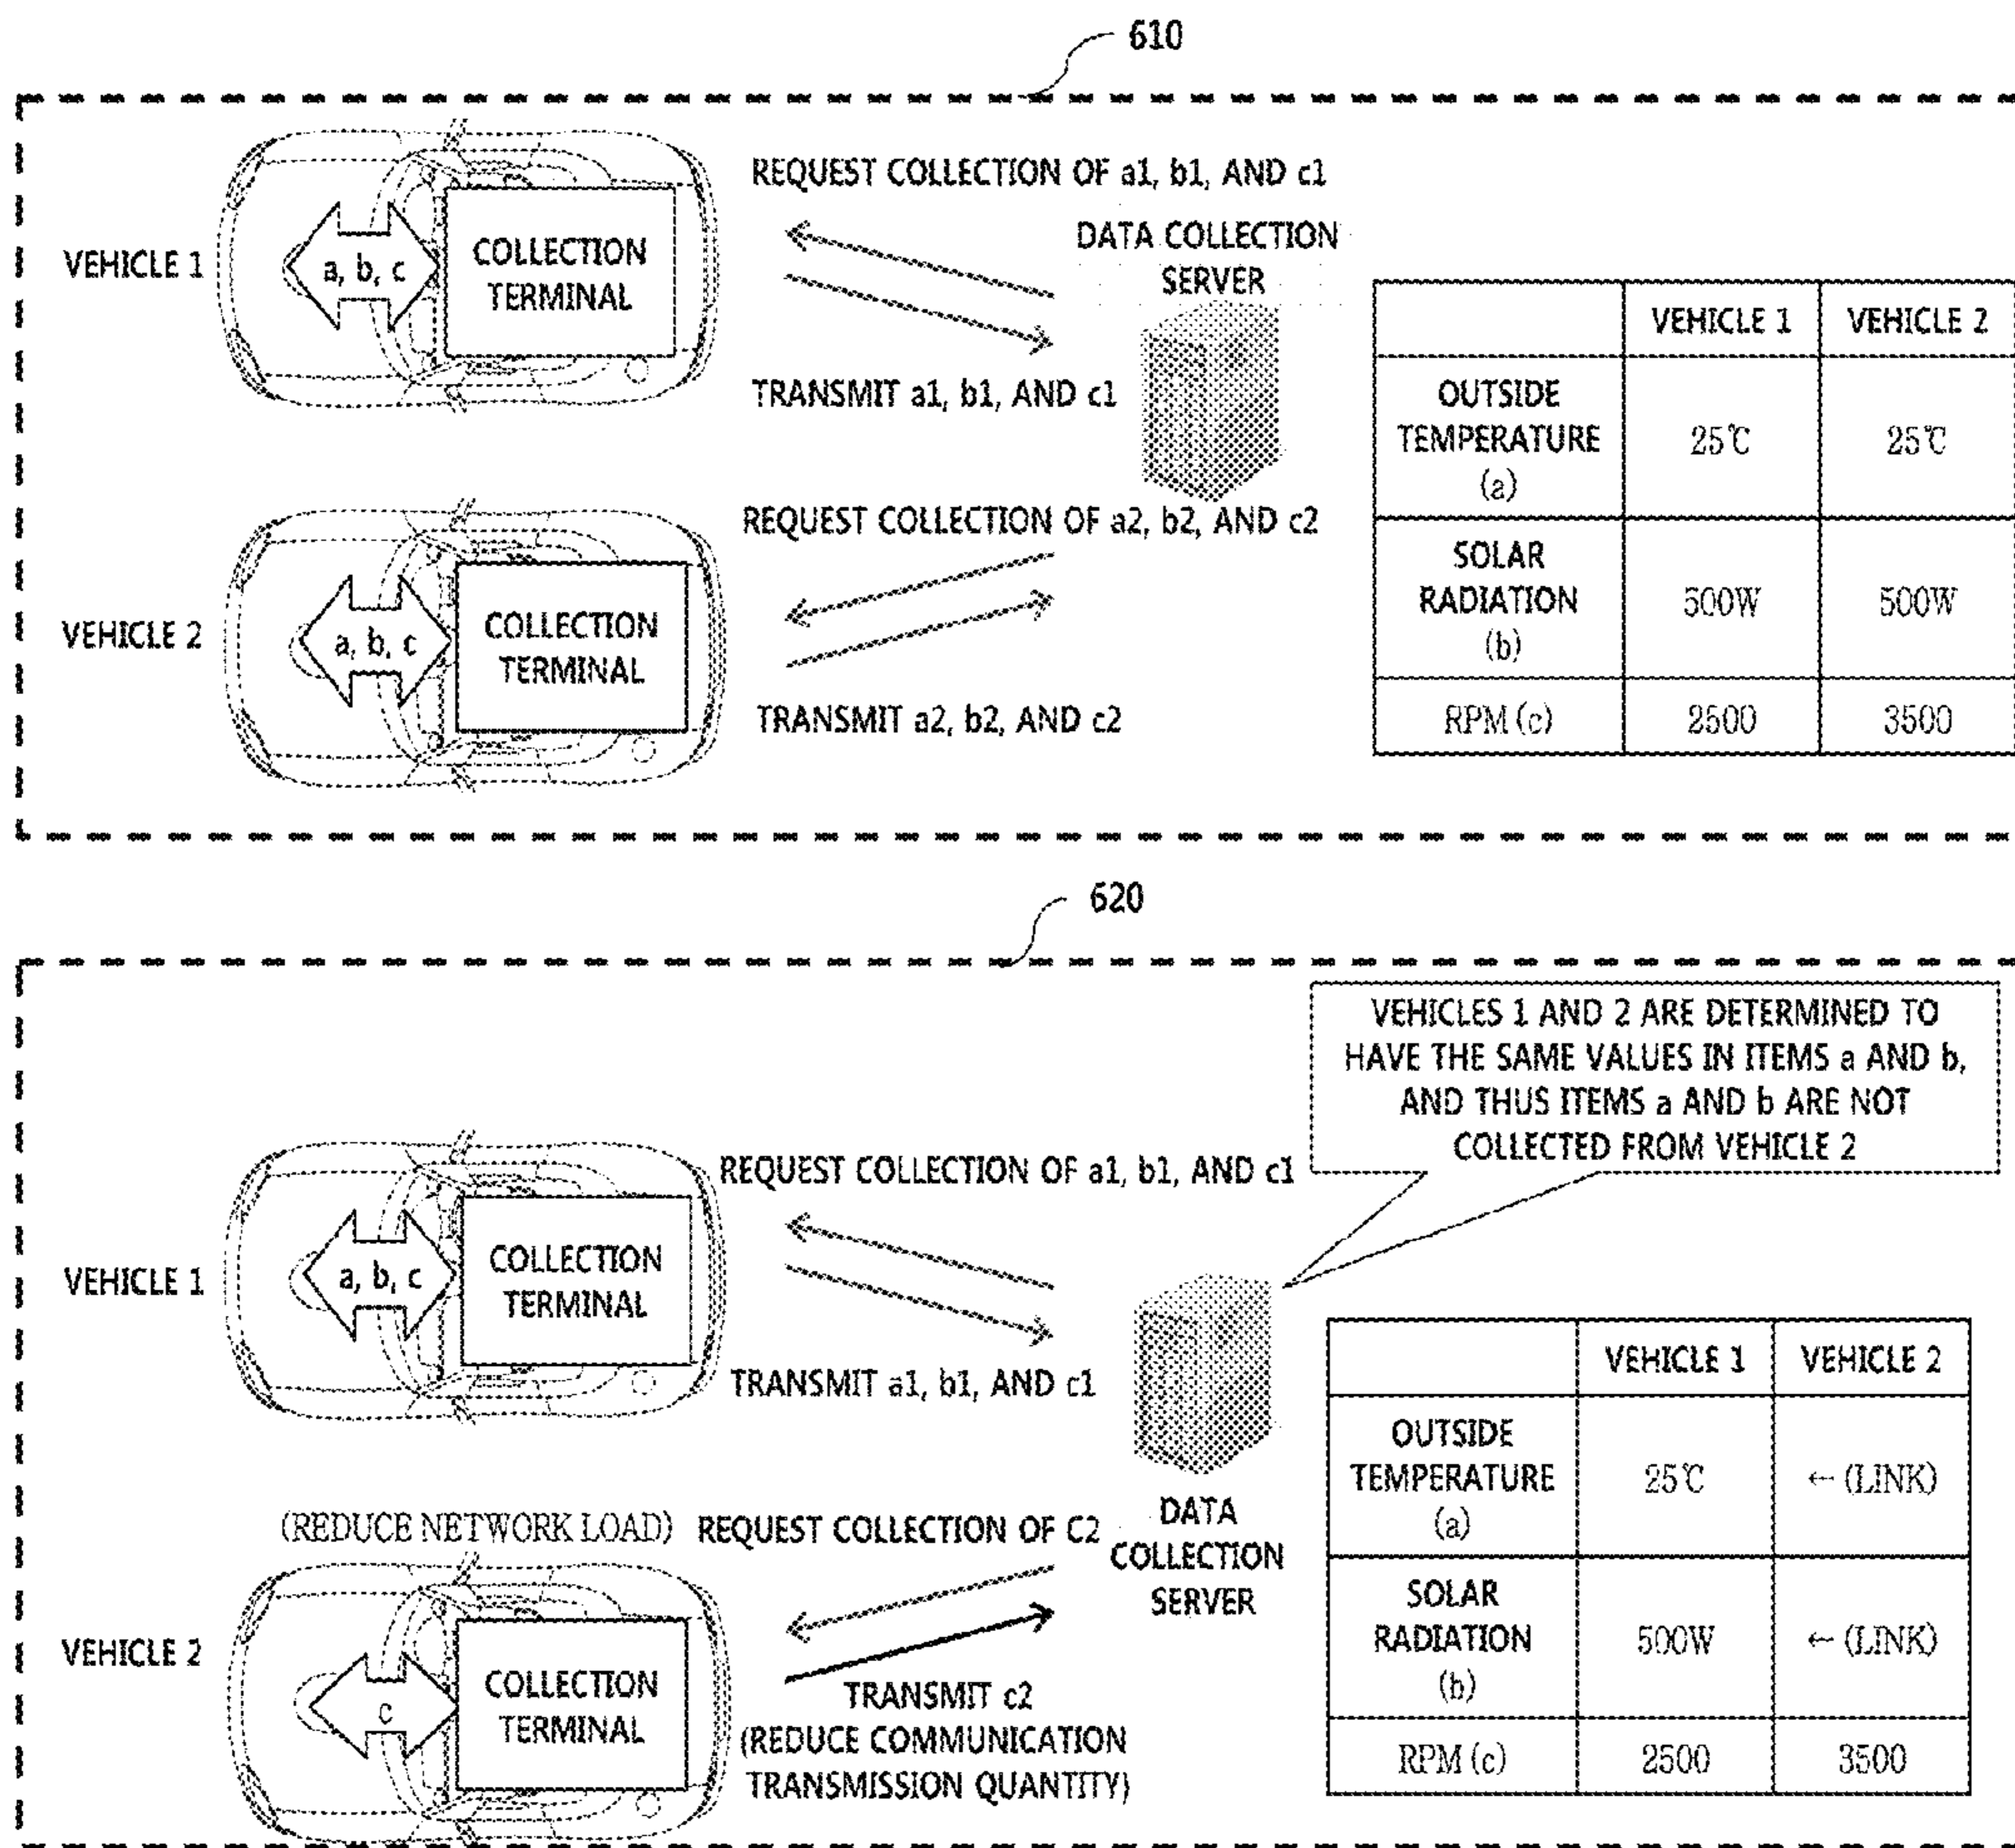 610
REQUEST COLLECTION OF a1, b1, AND c1
VEHICLE 1
a, b, c
COLLECTION
TERMINAL
DATA COLLECTION
SERVER
TRANSMIT a1, b1, AND c1
REQUEST COLLECTION OF a2, b2, AND c2
VEHICLE 2
a, b, c
COLLECTION
TERMINAL
TRANSMIT a2, b2, AND c2
VEHICLE 1 VEHICLE 2
OUTSIDE
TEMPERATURE
(a)
25℃ 25℃
SOLAR
RADIATION
(b)
500W 500W
RPM (c) 2500 3500
620
VEHICLES 1 AND 2 ARE DETERMINED TO
HAVE THE SAME VALUES IN ITEMS a AND b,
AND THUS ITEMS a AND b ARE NOT
COLLECTED FROM VEHICLE 2
REQUEST COLLECTION OF a1, b1, AND c1
VEHICLE 1
a, b, c
COLLECTION
TERMINAL
TRANSMIT a1, b1, AND c1
(REDUCE NETWORK LOAD)
REQUEST COLLECTION OF C2
DATA
COLLECTION
SERVER
VEHICLE 2
c
COLLECTION
TERMINAL
TRANSMIT c2
(REDUCE COMMUNICATION
TRANSMISSION QUANTITY)
VEHICLE 1 VEHICLE 2
OUTSIDE
TEMPERATURE
(a)
25℃ ← (LINK)
SOLAR
RADIATION
(b)
500W ← (LINK)
RPM (c) 2500 3500